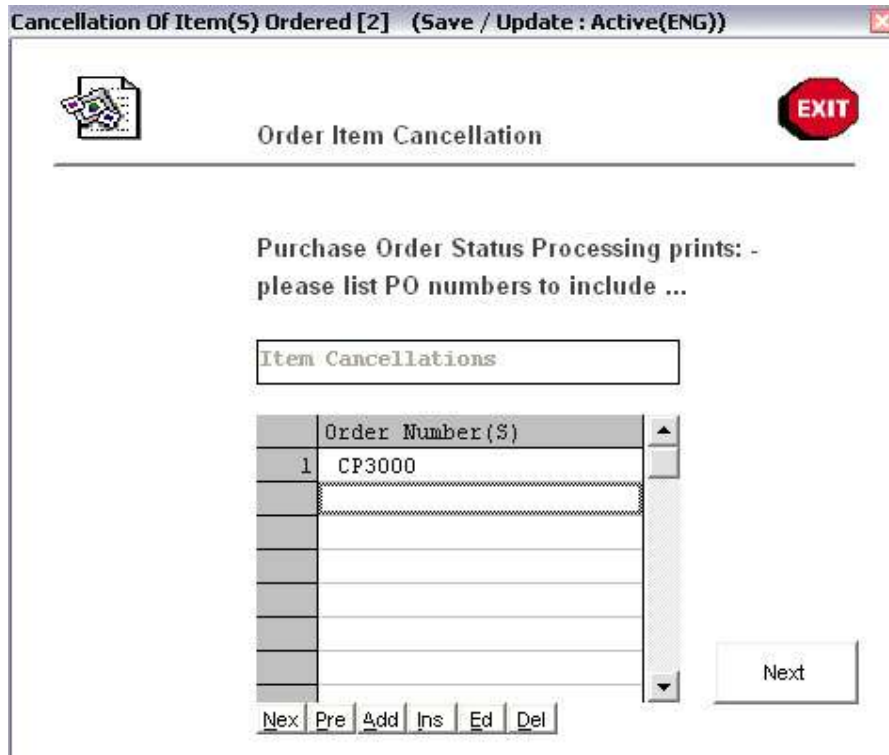 Cancellation Of Item(S) Ordered [2] (Save / Update : Active(ENG))
EXIT
Order Item Cancellation
Purchase Order Status Processing prints: -
please list PO numbers to include ...
Item Cancellations
Order Number(S)
1 CP3000
Next
Nex Pre Add Ins Ed Del